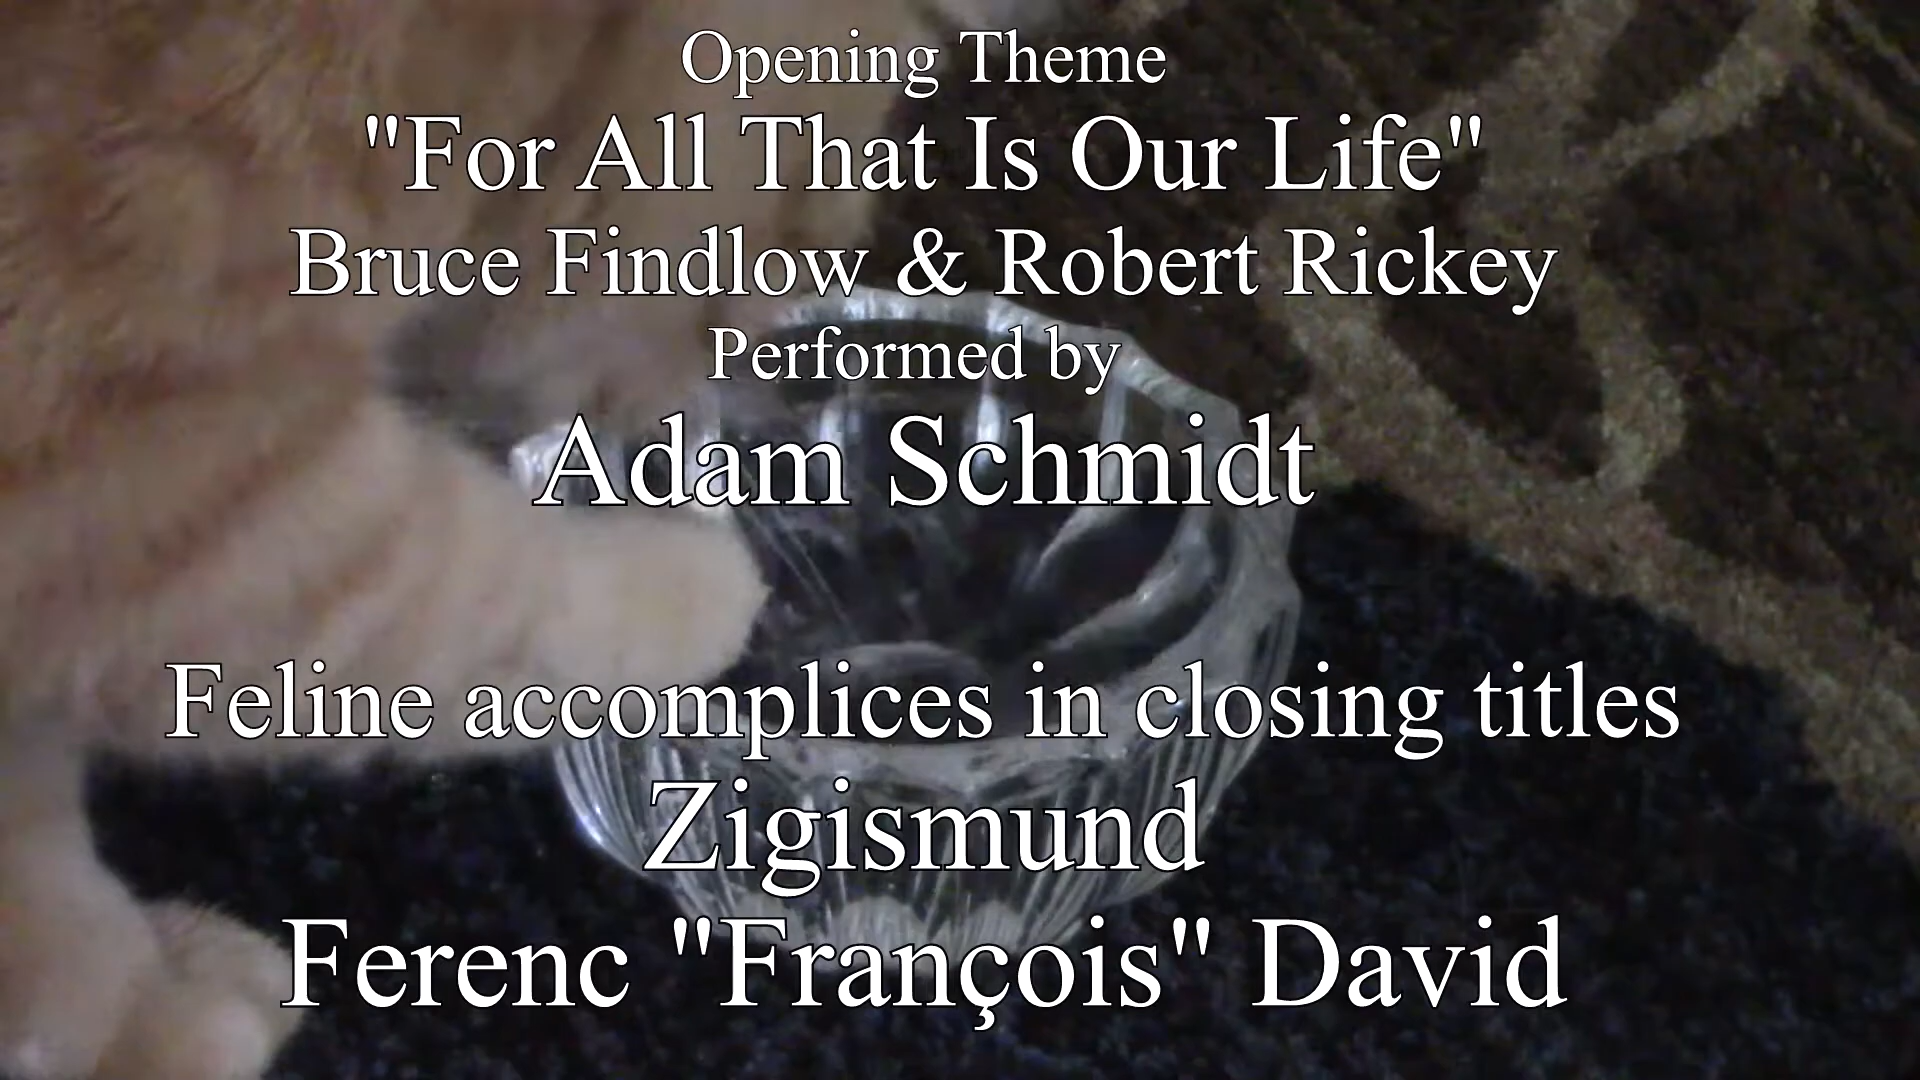 Opening Theme
"For All That Is Our Life"
Bruce Findlow & Robert Rickey
Performed by
Adam Schmidt
Feline accomplices in closing titles
Zigismund
Ferenc "François" David